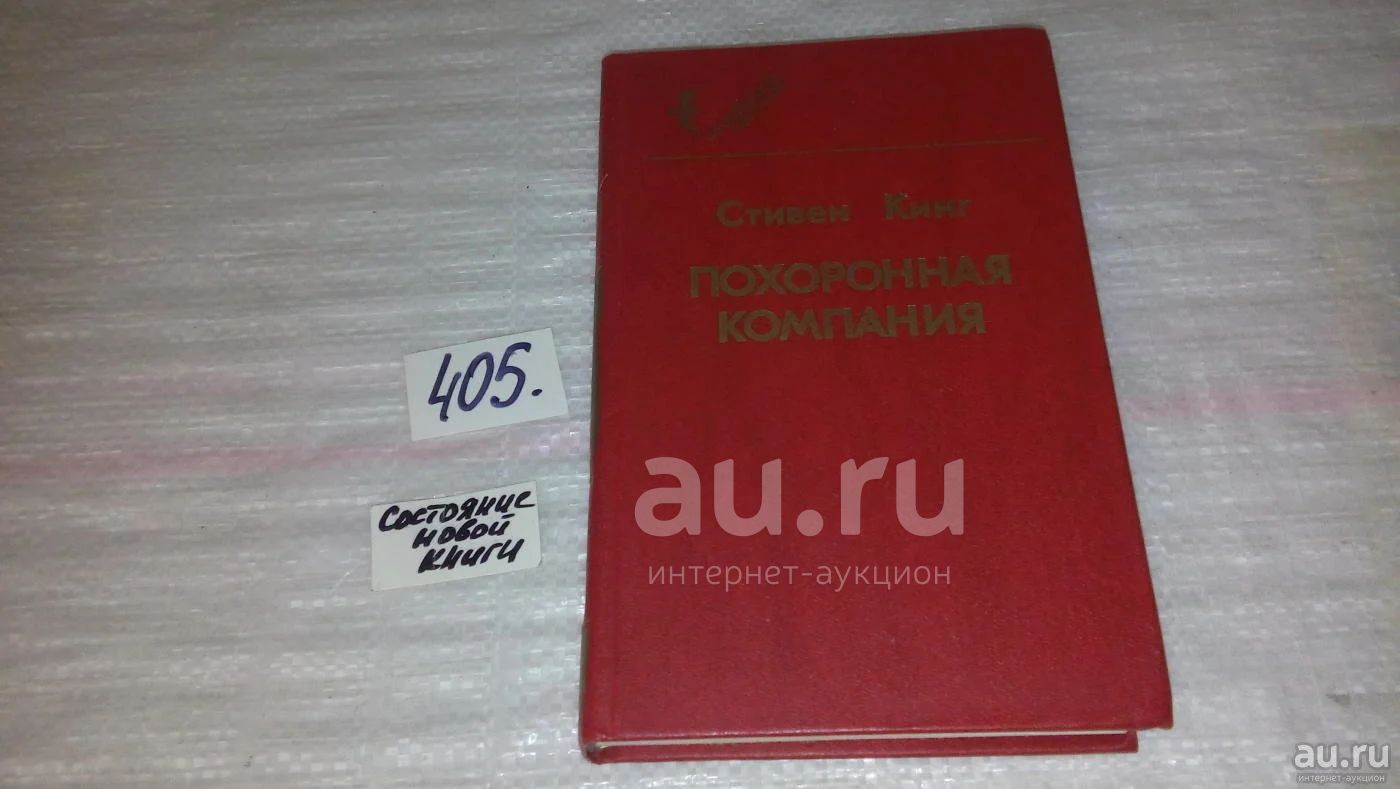 Стивен Кинг
ПОХОРОННАЯ
КОМПАНИЯ
405.
Состояние
новой
книги
au.ru
интернет-аукцион
au.ru
интернет-аукцион